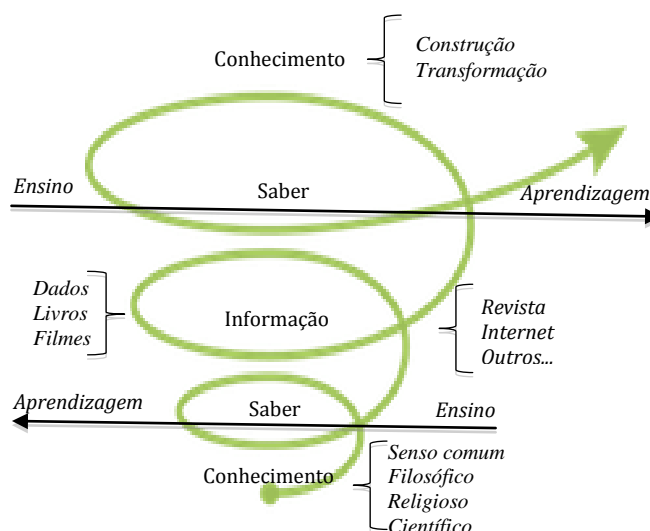 Conhecimento
Construção
Transformação
Ensino
Saber
Aprendizagem
Dados
Livros
Filmes
Informação
Revista
Internet
Outros...
Aprendizagem
Saber
Ensino
Conhecimento
Senso comum
Filosófico
Religioso
Científico